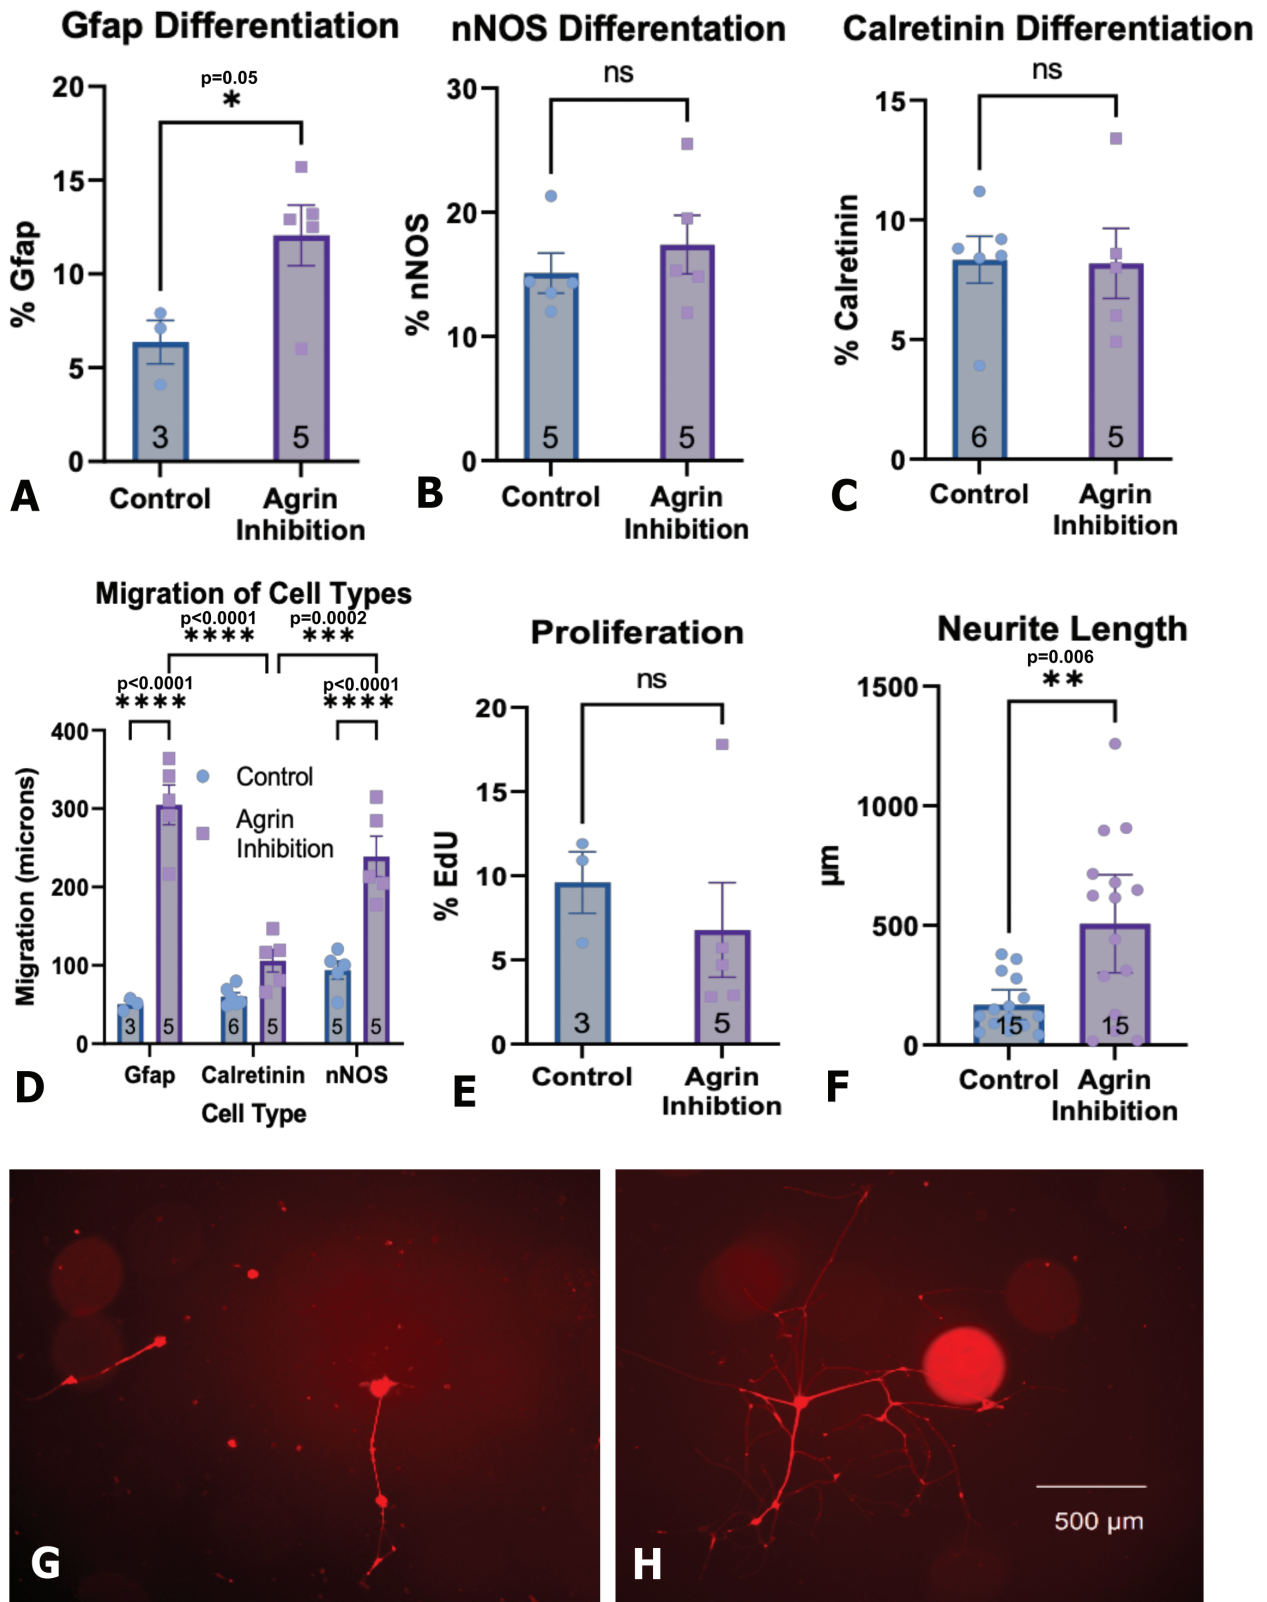 Gfap Differentiation
p=0.05
*
20
15
10
5
0
% Gfap
3
5
Control
Agrin
Inhibition
A
nNOS Differentation
ns
30
20
10
0
% nNOS
5
5
Control
Agrin
Inhibition
B
Calretinin Differentiation
ns
15
10
5
0
% Calretinin
6
5
Control
Agrin
Inhibition
C
Migration of Cell Types
p<0.0001
****
p=0.0002
***
p<0.0001
****
p<0.0001
****
400
300
200
100
0
Migration (microns)
Control
Agrin
Inhibition
3
5
6
5
5
5
Gfap
Calretinin
nNOS
Cell Type
D
Proliferation
ns
20
15
10
5
0
% EdU
3
5
Control
Agrin
Inhibtion
E
Neurite Length
p=0.006
**
1500
1000
500
0
µm
15
15
Control
Agrin
Inhibition
F
G
H
500 µm